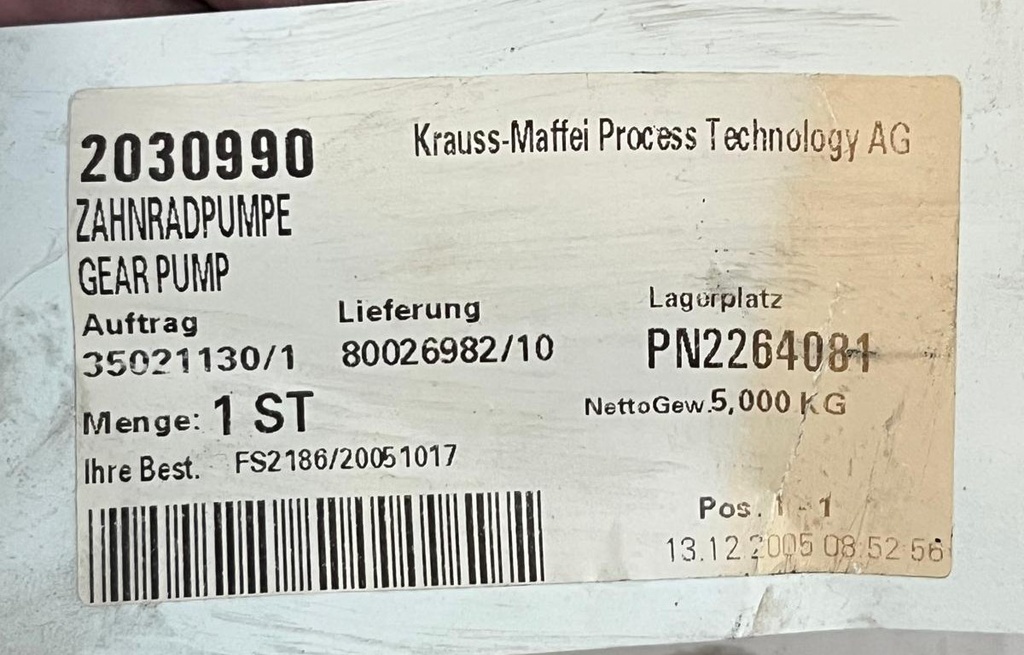 2030990
Krauss-Maffei Process Technology AG
ZAHNRADPUMPE
GEAR PUMP
Auftrag
Lieferung
Lagerplatz
35021130/1
80026982/10
PN2264081
Menge: 1 ST
NettoGew. 5,000 KG
Ihre Best. FS2186/20051017
Pos. 1 - 1
13.12.2005 08:52:56